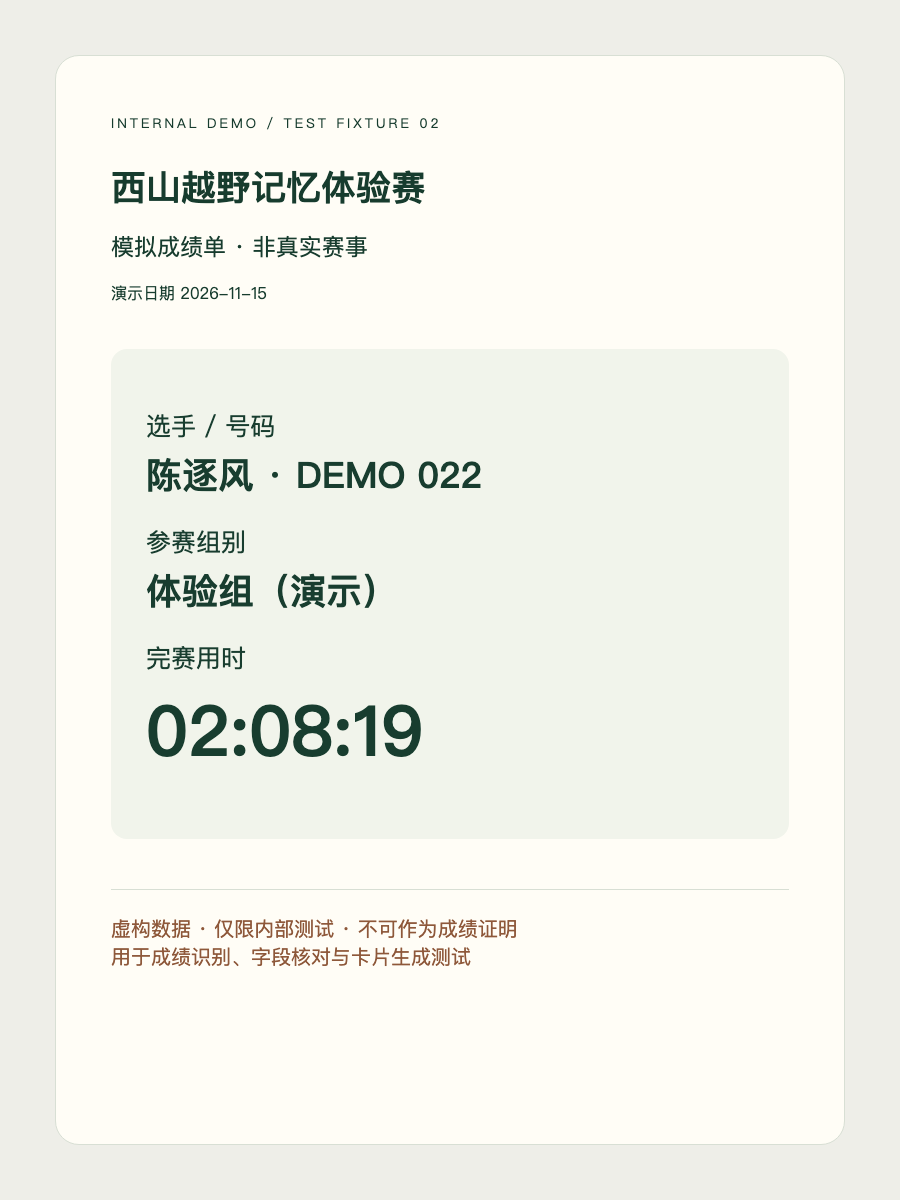 INTERNAL DEMO / TEST FIXTURE 02
西山越野记忆体验赛
模拟成绩单 · 非真实赛事
演示日期 2026–11–15
选手 / 号码
陈逐风 · DEMO 022
参赛组别
体验组（演示）
完赛用时
02:08:19
虚构数据 · 仅限内部测试 · 不可作为成绩证明
用于成绩识别、字段核对与卡片生成测试